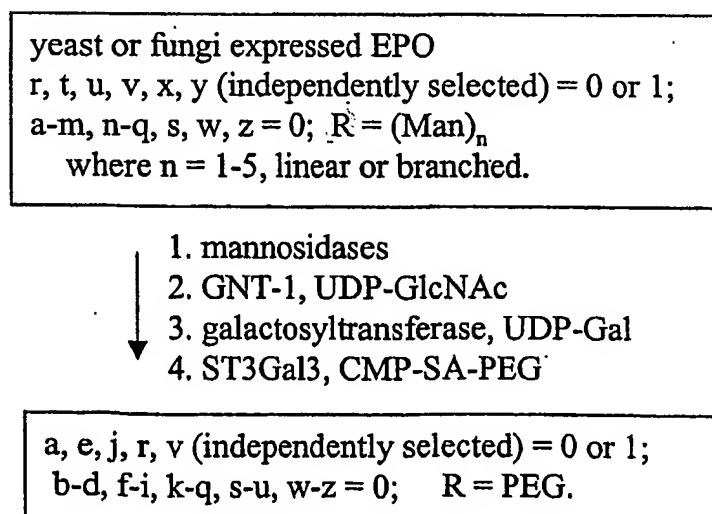 yeast or fungi expressed EPO
r, t, u, v, x, y (independently selected) = 0 or 1;
a-m, n-q, s, w, z = 0; R = (Man)n
where n = 1-5, linear or branched.
1. mannosidases
2. GNT-1, UDP-GlcNAc
3. galactosyltransferase, UDP-Gal
4. ST3Gal3, CMP-SA-PEG
a, e, j, r, v (independently selected) = 0 or 1;
b-d, f-i, k-q, s-u, w-z = 0; R = PEG.